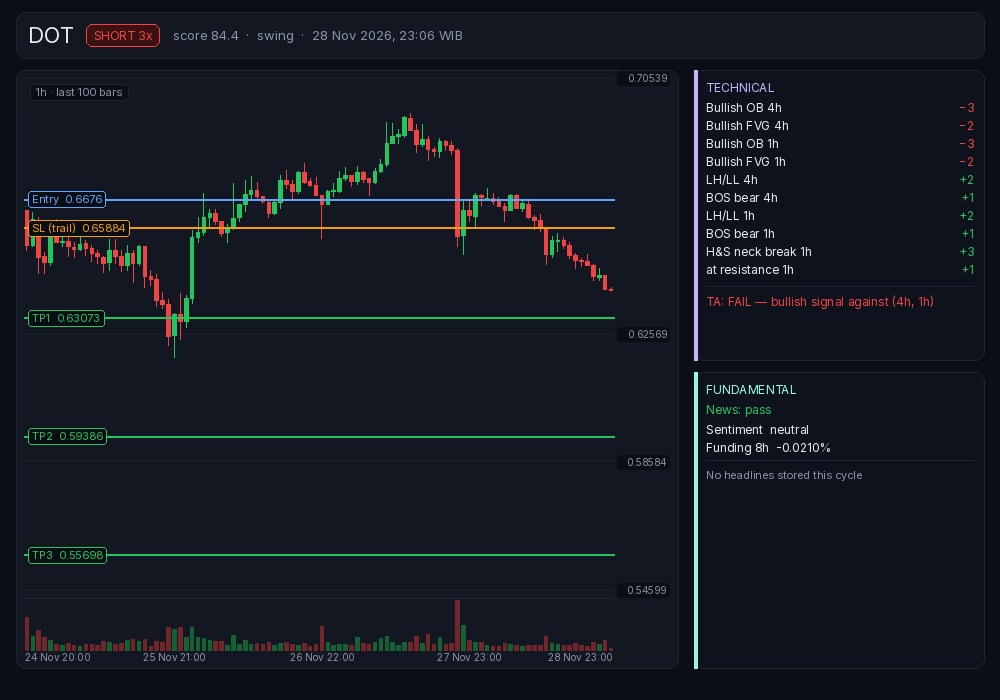 DOT SHORT 3x score 84.4 · swing · 28 Nov 2026, 23:06 WIB
1h · last 100 bars
0.70539
Entry 0.6676
SL (trail) 0.65884
TP1 0.63073
0.62569
TP2 0.59386
0.58584
TP3 0.55698
0.54599
24 Nov 20:00 25 Nov 21:00 26 Nov 22:00 27 Nov 23:00 28 Nov 23:00
TECHNICAL
Bullish OB 4h −3
Bullish FVG 4h −2
Bullish OB 1h −3
Bullish FVG 1h −2
LH/LL 4h +2
BOS bear 4h +1
LH/LL 1h +2
BOS bear 1h +1
H&S neck break 1h +3
at resistance 1h +1
TA: FAIL — bullish signal against (4h, 1h)
FUNDAMENTAL
News: pass
Sentiment neutral
Funding 8h -0.0210%
No headlines stored this cycle